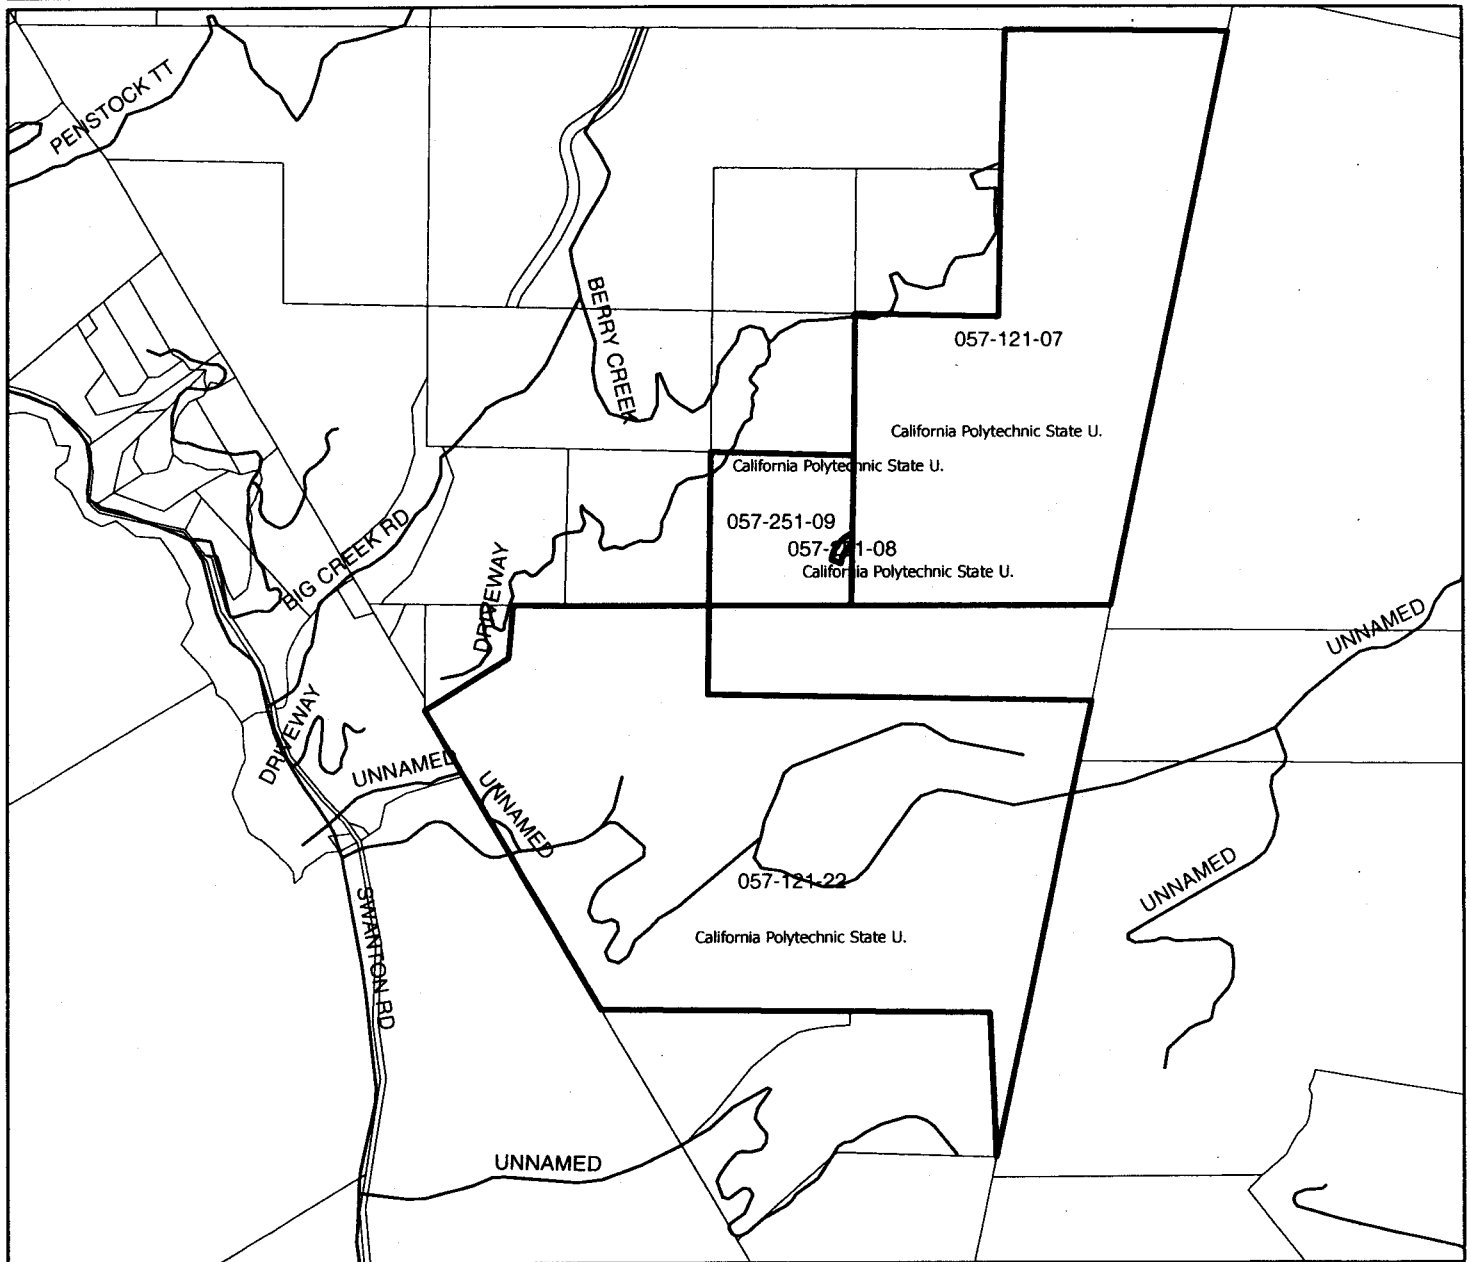 PENSTOCK TT
BERRY CREEK
057-121-07
California Polytechnic State U.
California Polytechnic State U.
057-251-09
California Polytechnic State U.
BIG CREEK RD
DRIVEWAY
UNNAMED
DRIVEWAY
UNNAMED
UNNAMED
UNNAMED
057-121-22
California Polytechnic State U.
SWANTON RD
UNNAMED